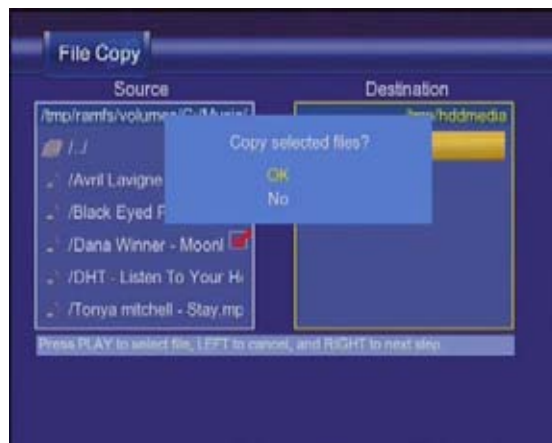 File Copy
Source
Destination
/tmp/ramfs/volumes/C:/Music/
/tmp/hddmedia
/../
Copy selected files?
OK
No
/Avril Lavigne
/Black Eyed P
/Dana Winner - Moonl
/DHT - Listen To Your He
/Tonya mitchell - Stay.mp
Press PLAY to select file, LEFT to cancel, and RIGHT to next step